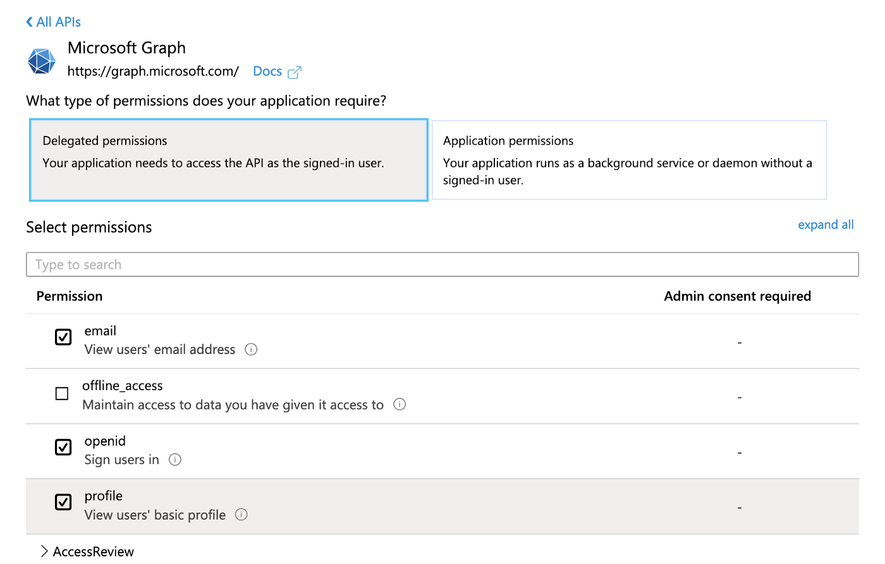 All APIs
Microsoft Graph
https://graph.microsoft.com/ Docs
What type of permissions does your application require?
Delegated permissions
Your application needs to access the API as the signed-in user.
Application permissions
Your application runs as a background service or daemon without a
signed-in user.
Select permissions
expand all
Type to search
Permission
Admin consent required
email
View users' email address
-
offline_access
Maintain access to data you have given it access to
-
openid
Sign users in
-
profile
View users' basic profile
-
AccessReview